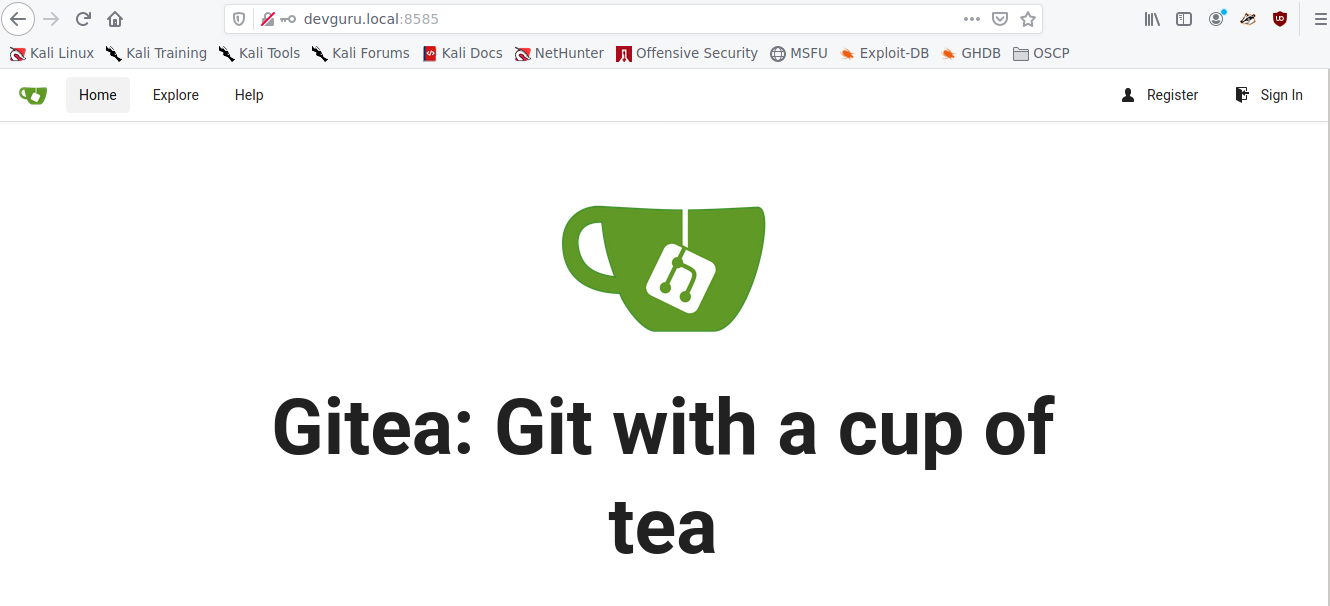 devguru.local:8585
Kali Linux Kali Training Kali Tools Kali Forums Kali Docs NetHunter Offensive Security MSFU Exploit-DB GHDB OSCP
Home Explore Help Register Sign In
Gitea: Git with a cup of
tea